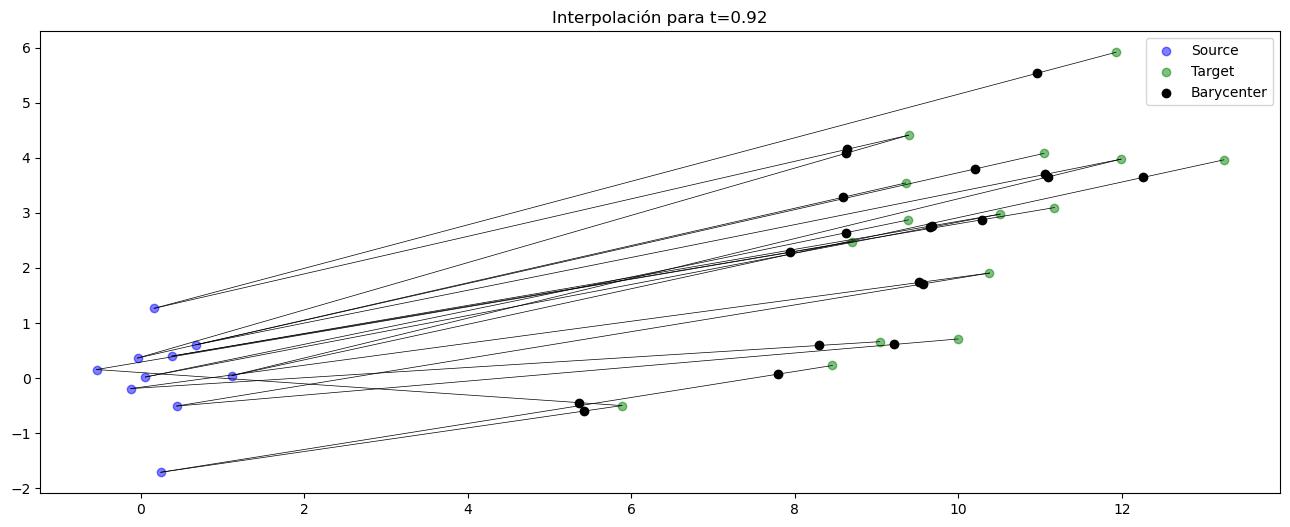 Interpolación para t=0.92
Source
Target
Barycenter
6
5
4
3
2
1
0
−1
−2
0 2 4 6 8 10 12